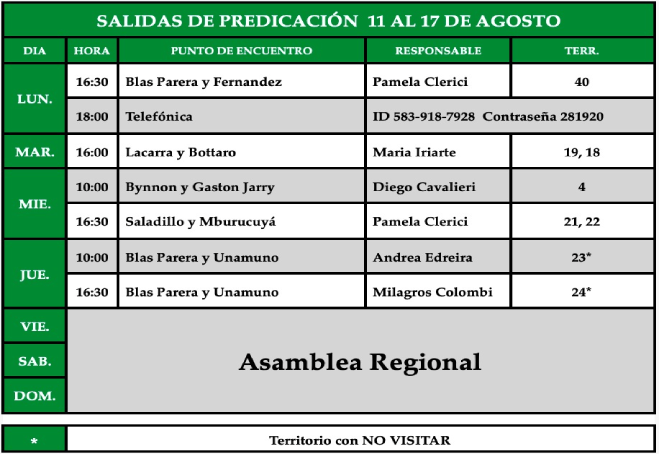 SALIDAS DE PREDICACIÓN 11 AL 17 DE AGOSTO
DIA HORA PUNTO DE ENCUENTRO RESPONSABLE TERR.
LUN.
16:30 Blas Parera y Fernandez Pamela Clerici 40
18:00 Telefónica ID 583-918-7928 Contraseña 281920
MAR. 16:00 Lacarra y Bottaro Maria Iriarte 19, 18
MIE.
10:00 Bynnon y Gaston Jarry Diego Cavalieri 4
16:30 Saladillo y Mburucuyá Pamela Clerici 21, 22
JUE.
10:00 Blas Parera y Unamuno Andrea Edreira 23*
16:30 Blas Parera y Unamuno Milagros Colombi 24*
VIE.
SAB. Asamblea Regional
DOM.
* Territorio con NO VISITAR